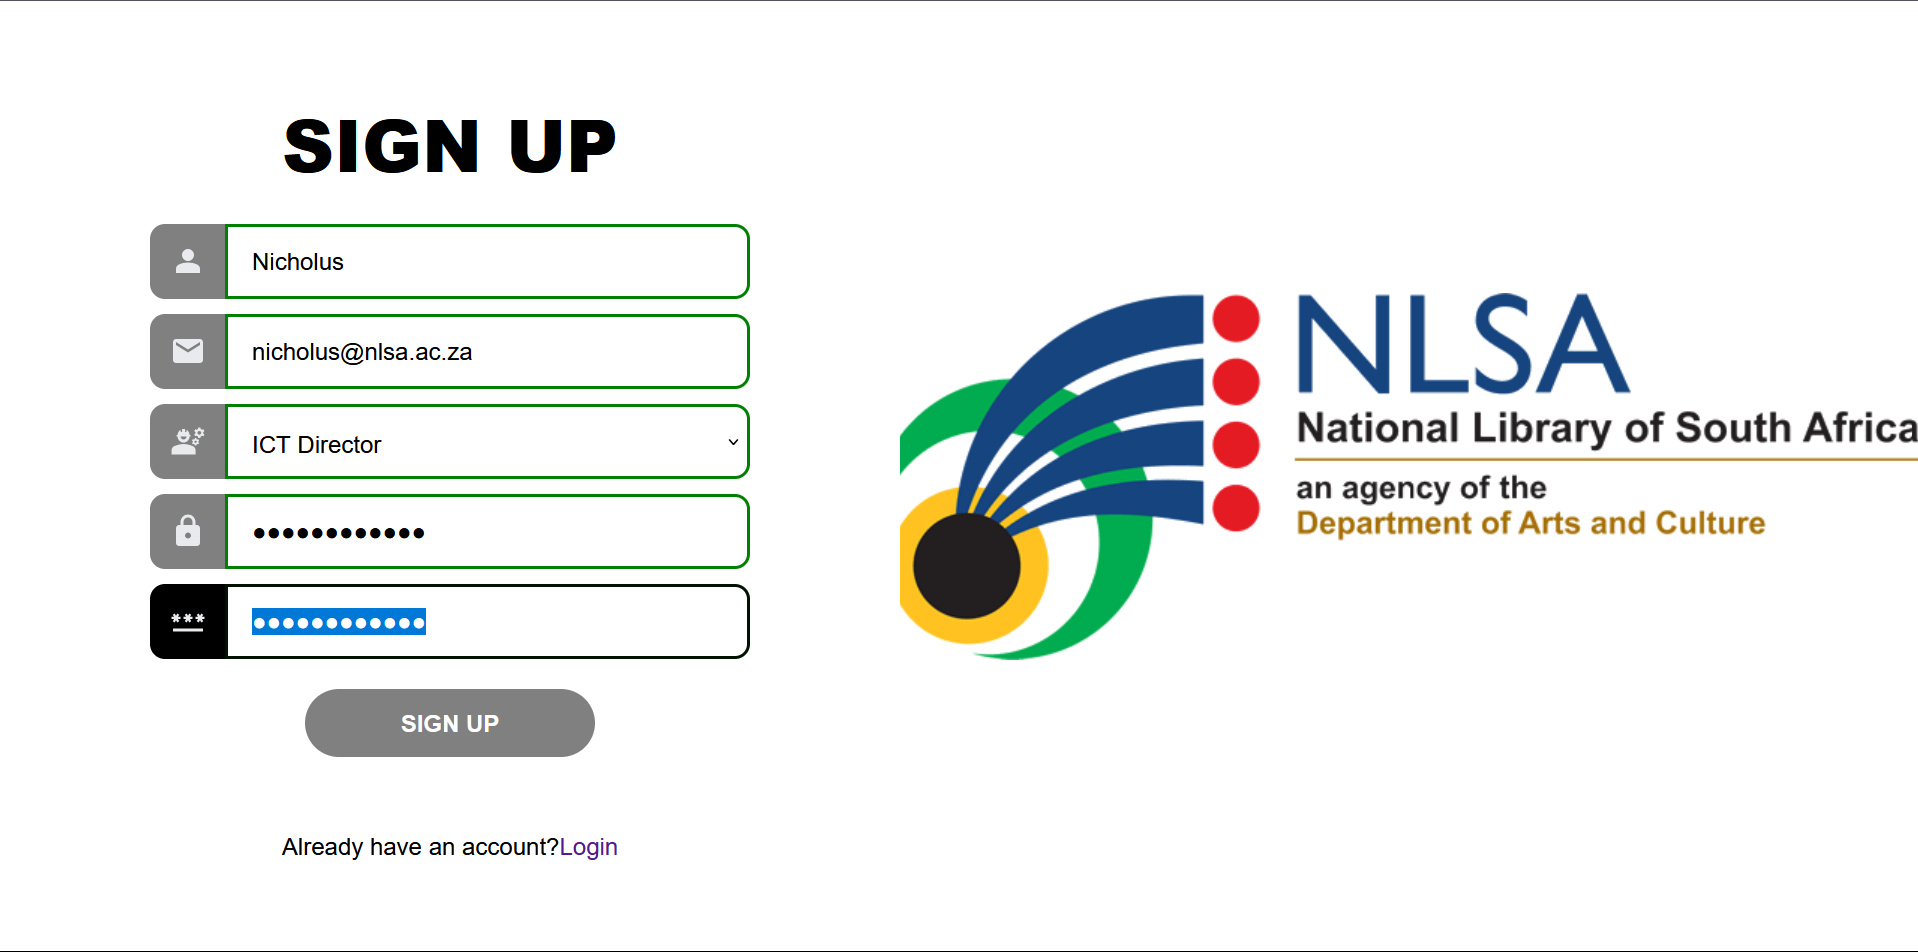 SIGN UP
Nicholus
nicholus@nlsa.ac.za
ICT Director
●●●●●●●●●●●●
***
●●●●●●●●●●●●
SIGN UP
Already have an account?Login
NLSA
National Library of South Africa
an agency of the
Department of Arts and Culture